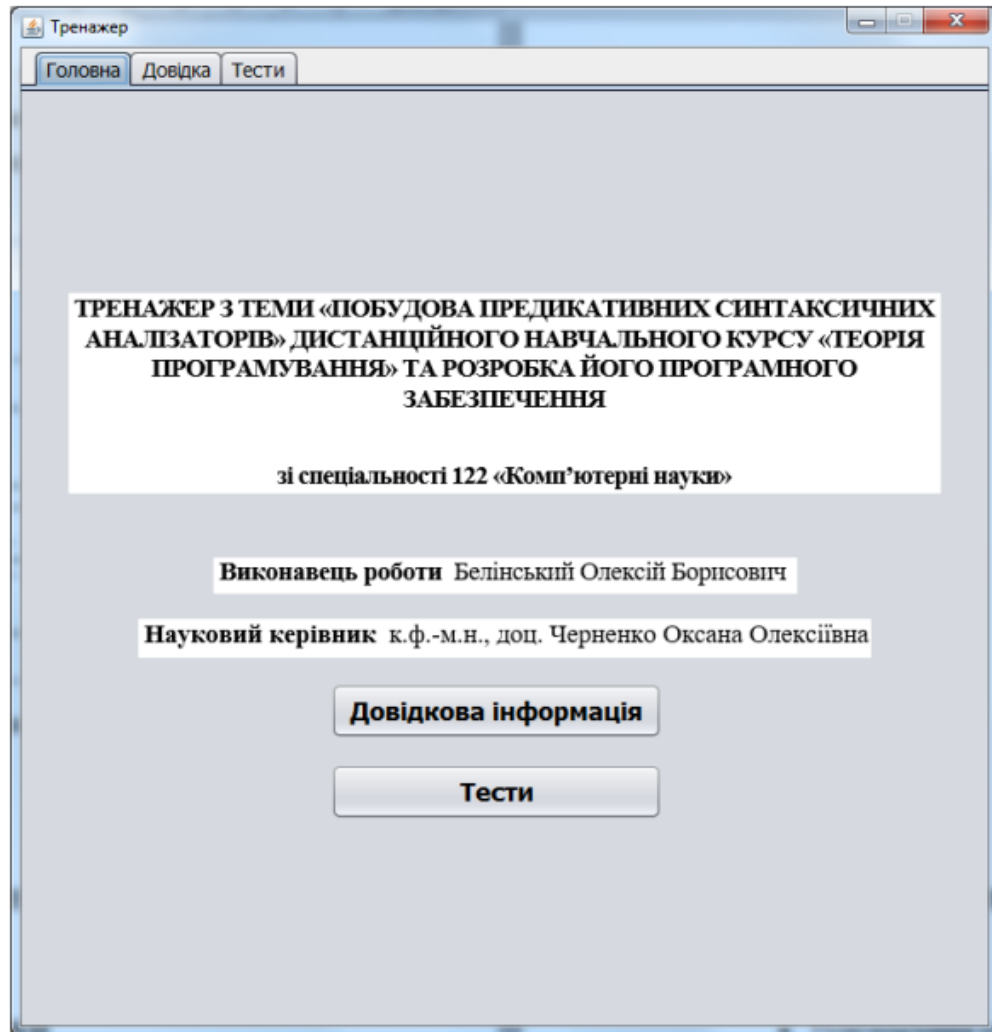 Тренажер
Головна Довідка Тести
ТРЕНАЖЕР З ТЕМИ «ПОБУДОВА ПРЕДИКАТИВНИХ СИНТАКСИЧНИХ
АНАЛІЗАТОРІВ» ДИСТАНЦІЙНОГО НАВЧАЛЬНОГО КУРСУ «ТЕОРІЯ
ПРОГРАМУВАННЯ» ТА РОЗРОБКА ЙОГО ПРОГРАМНОГО
ЗАБЕЗПЕЧЕННЯ
зі спеціальності 122 «Комп’ютерні науки»
Виконавець роботи Белінський Олексій Борисович
Науковий керівник к.ф.-м.н., доц. Черненко Оксана Олексіївна
Довідкова інформація
Тести